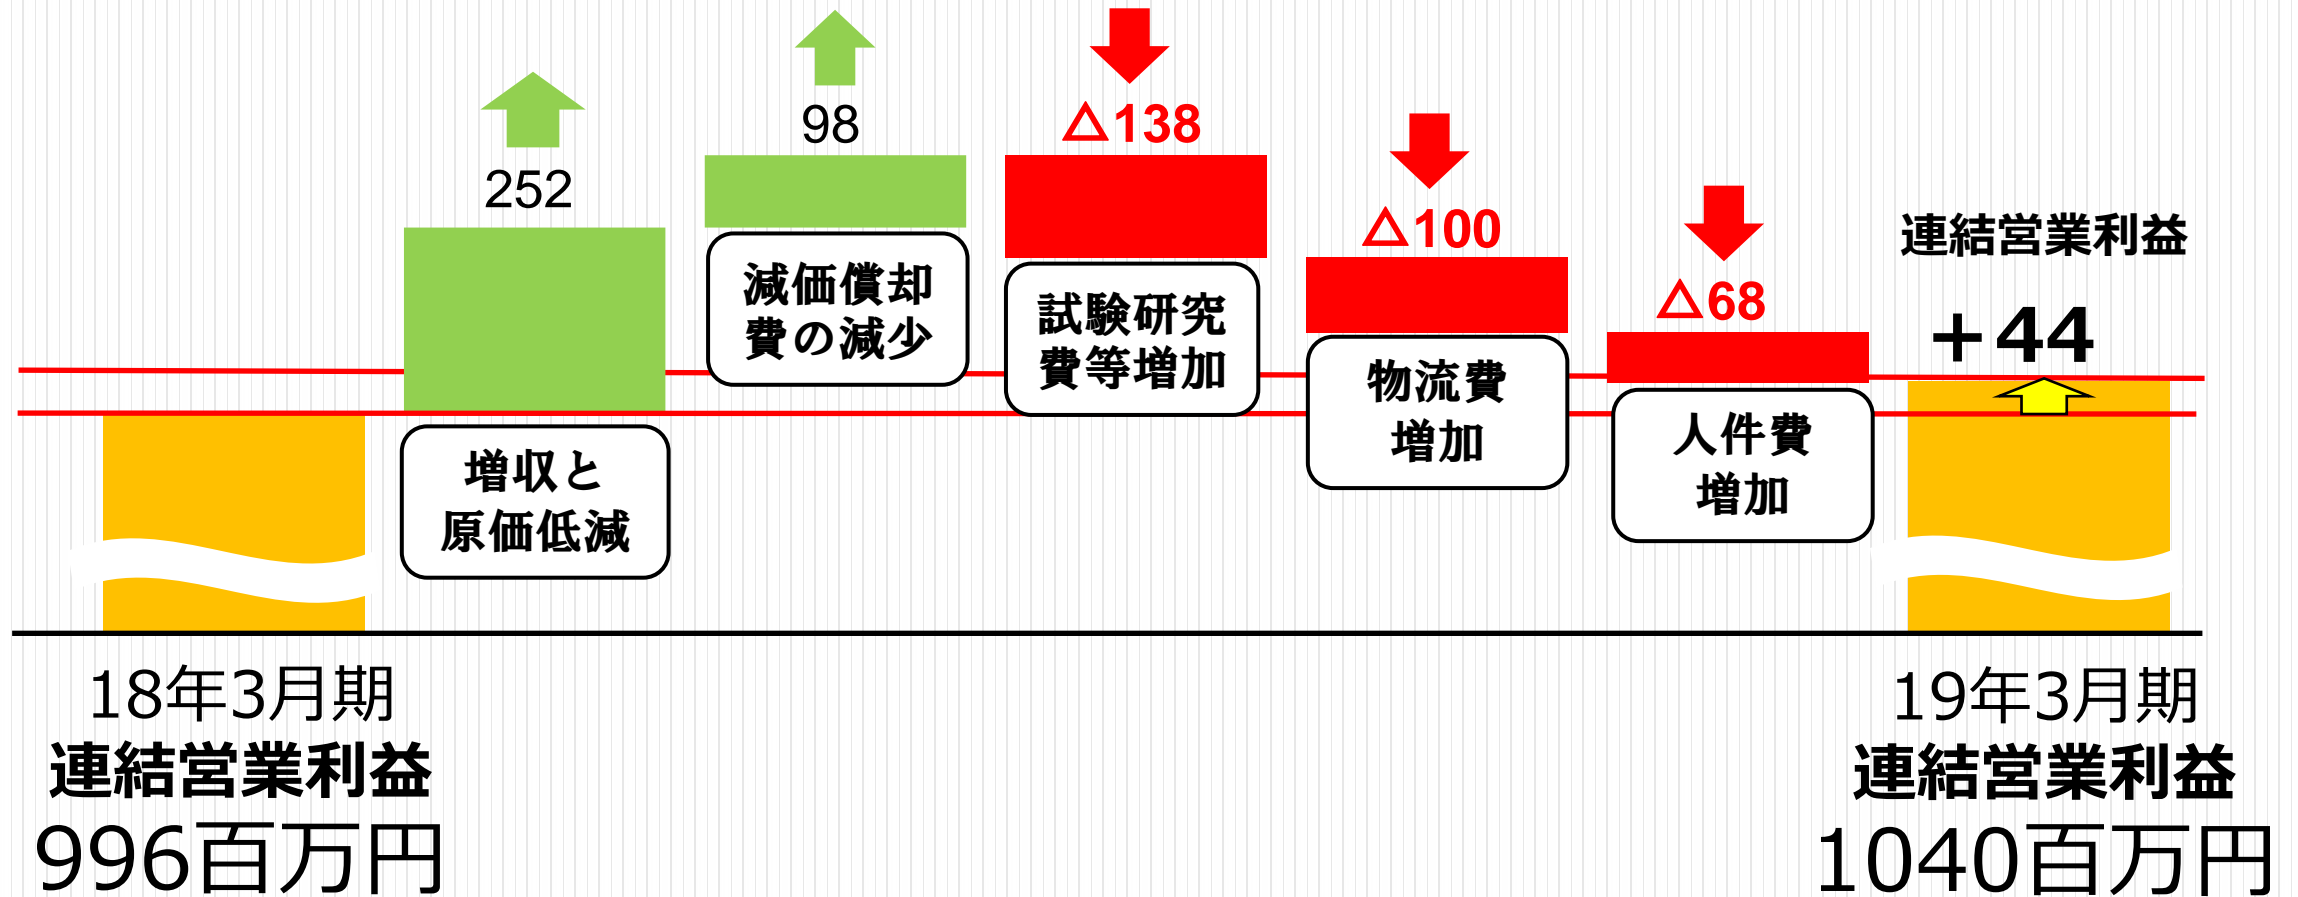 252
98
△138
△100
△68
連結営業利益
+44
増収と
原価低減
減価償却
費の減少
試験研究
費等増加
物流費
増加
人件費
増加
18年3月期
連結営業利益
996百万円
19年3月期
連結営業利益
1040百万円